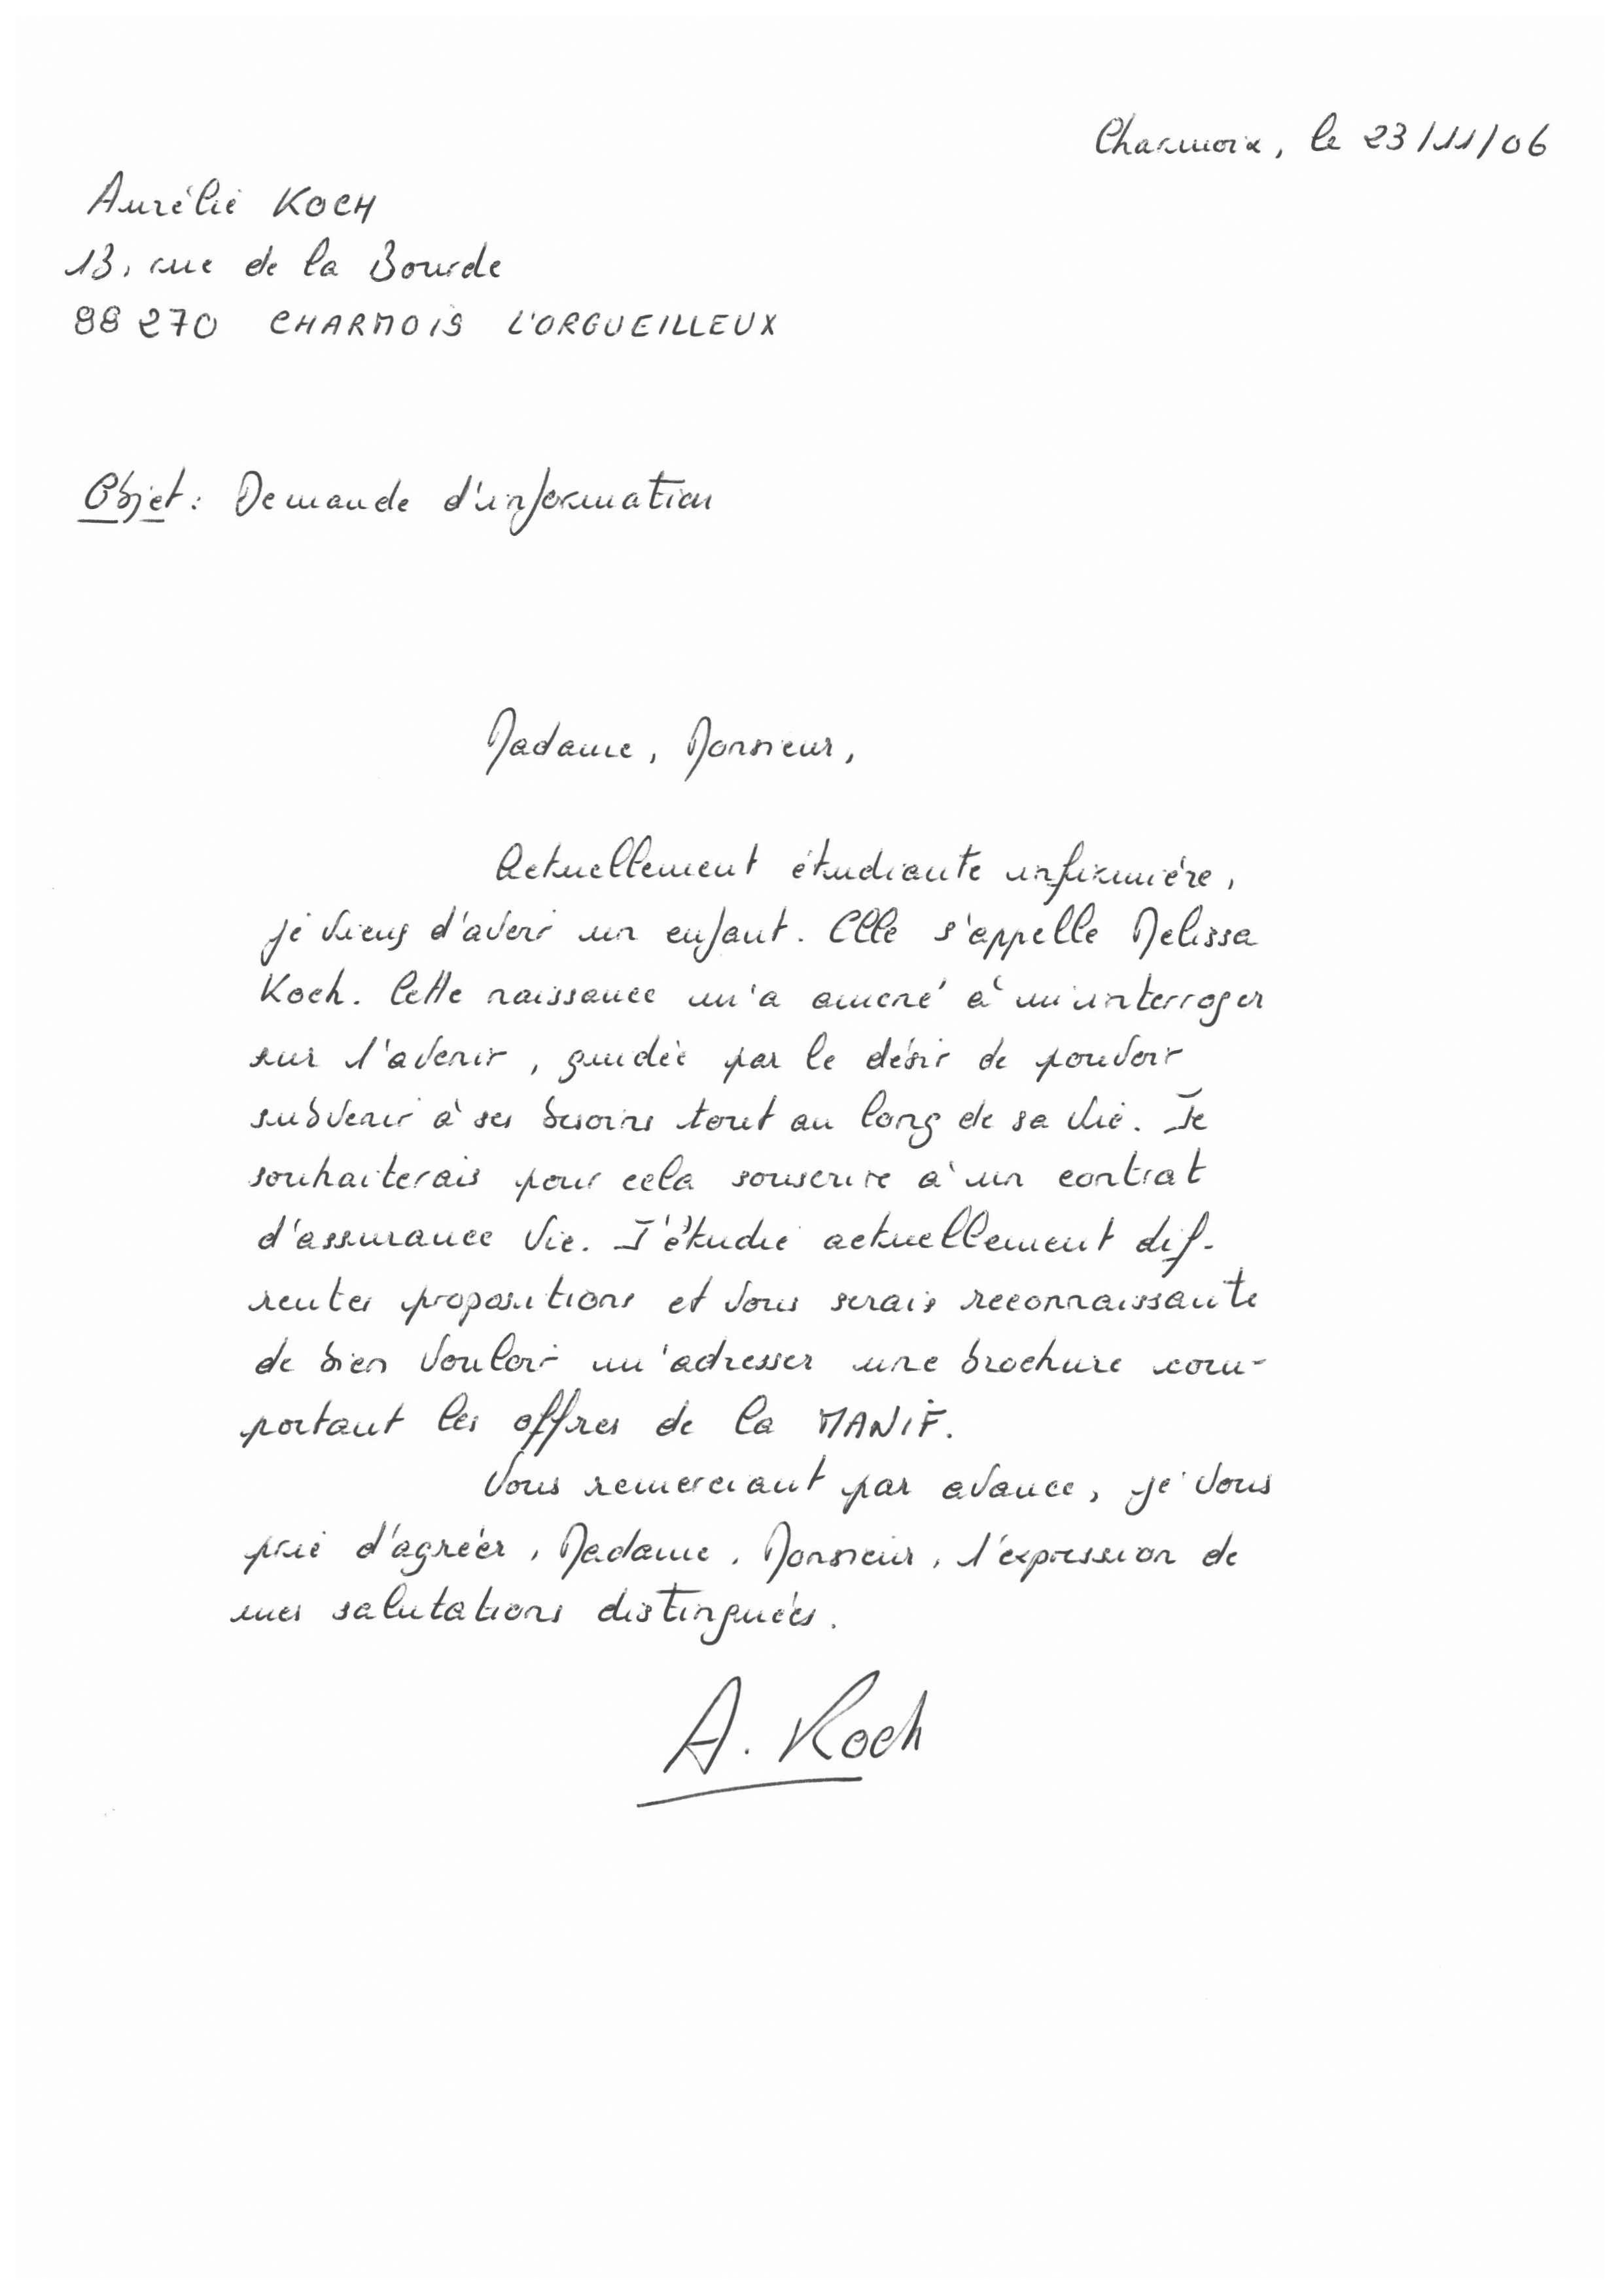 Charmoix, le 23/11/06
Aurélie KOCH
13, rue de la Bourde
88 270 CHARMOIS L'ORGUEILLEUX
Objet : Demande d'information
Madame, Monsieur,
Actuellement étudiante infirmière,
je viens d'avoir un enfant. Elle s'appelle Melissa
Koch. Cette naissance m'a amené à m'interroger
sur l'avenir, guidée par le désir de pouvoir
subvenir à ses besoins tout au long de sa vie. Je
souhaiterais pour cela souscrire à un contrat
d'assurance vie. J'étudie actuellement dif-
rentes propositions et vous serais reconnaissante
de bien vouloir m'adresser une brochure com-
portant les offres de la MANIF.
Vous remerciant par avance, je vous
prie d'agréer, Madame, Monsieur, l'expression de
mes salutations distinguées.
A. Koch